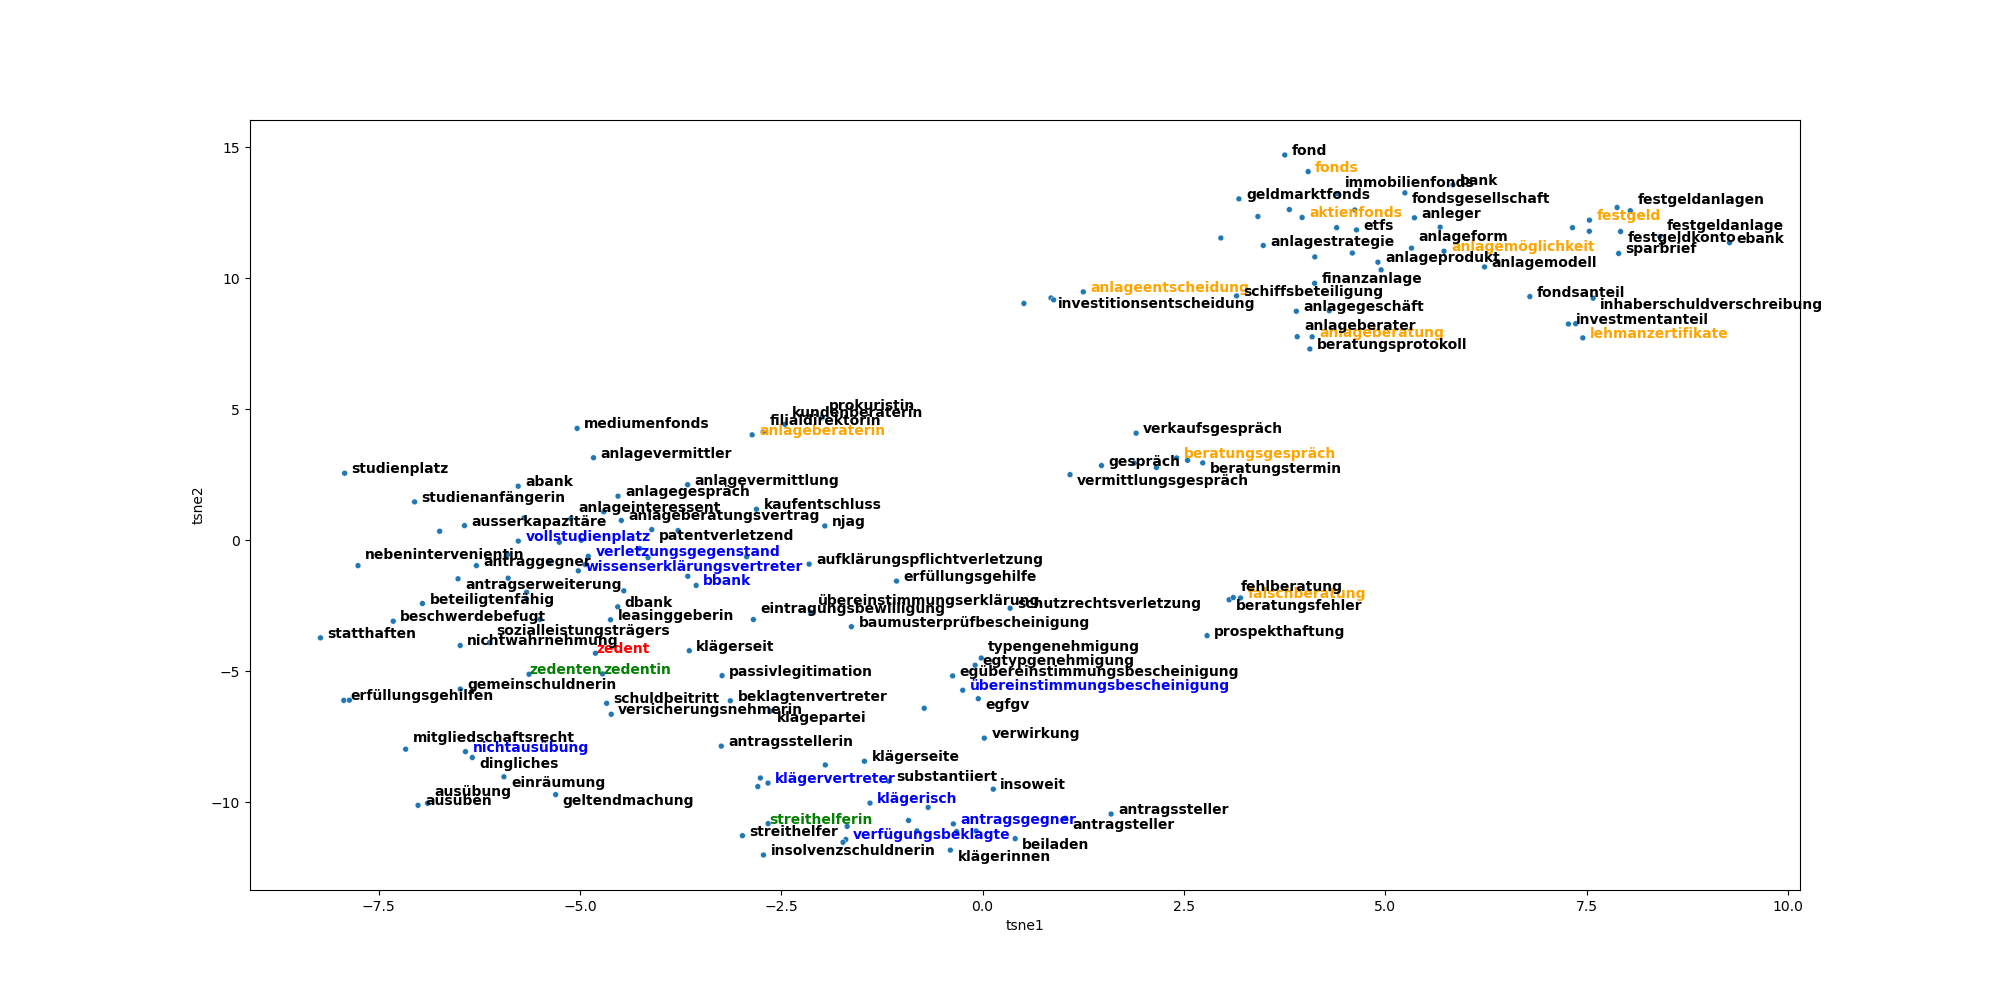 fond
fonds
immobilienfonds
bank
geldmarktfonds
fondsgesellschaft
festgeldanlagen
aktienfonds
anleger
festgeld
etfs
festgeldanlage
anlagestrategie
anlageform
festgeldkonto
ebank
anlagemöglichkeit
sparbrief
anlageprodukt
anlagemodell
finanzanlage
anlageentscheidung
schiffsbeteiligung
fondsanteil
investitionsentscheidung
anlagegeschäft
inhaberschuldverschreibung
anlageberater
investmentanteil
anlageberatung
lehmanzertifikate
beratungsprotokoll
prokuristin
kundenberaterin
filialdirektorin
mediumenfonds
anlageberaterin
verkaufsgespräch
anlagevermittler
beratungsgespräch
studienplatz
gespräch
beratungstermin
abank
anlagevermittlung
vermittlungsgespräch
studienanfängerin
anlagegespräch
anlageinteressent
kaufentschluss
ausserkapazitäre
anlageberatungsvertrag
njag
vollstudienplatz
patentverletzend
nebenintervenientin
verletzungsgegenstand
antraggegner
aufklärungspflichtverletzung
wissenserklärungsvertreter
antragserweiterung
bbank
erfüllungsgehilfe
fehlberatung
falschberatung
beteiligtenfähig
dbank
übereinstimmungserklärung
schutzrechtsverletzung
beratungsfehler
beschwerdebefugt
leasinggeberin
eintragungsbewilligung
baumusterprüfbescheinigung
statthaften
sozialleistungsträgers
prospekthaftung
nichtwahrnehmung
zedent
klägerseit
typengenehmigung
egtypgenehmigung
zedenten
zedentin
passivlegitimation
egübereinstimmungsbescheinigung
gemeinschuldnerin
übereinstimmungsbescheinigung
erfüllungsgehilfen
schuldbeitritt
beklagtenvertreter
egfgv
versicherungsnehmerin
klagepartei
mitgliedschaftsrecht
antragsstellerin
verwirkung
nichtausübung
dingliches
klägerseite
einräumung
klägervertreter
substantiiert
insoweit
ausübung
ausüben
geltendmachung
klägerisch
antragssteller
streithelferin
antragsgegner
antragsteller
streithelfer
verfügungsbeklagte
beiladen
insolvenzschuldnerin
klägerinnen
15
10
5
0
−5
−10
tsne2
−7.5
−5.0
−2.5
0.0
2.5
5.0
7.5
10.0
tsne1